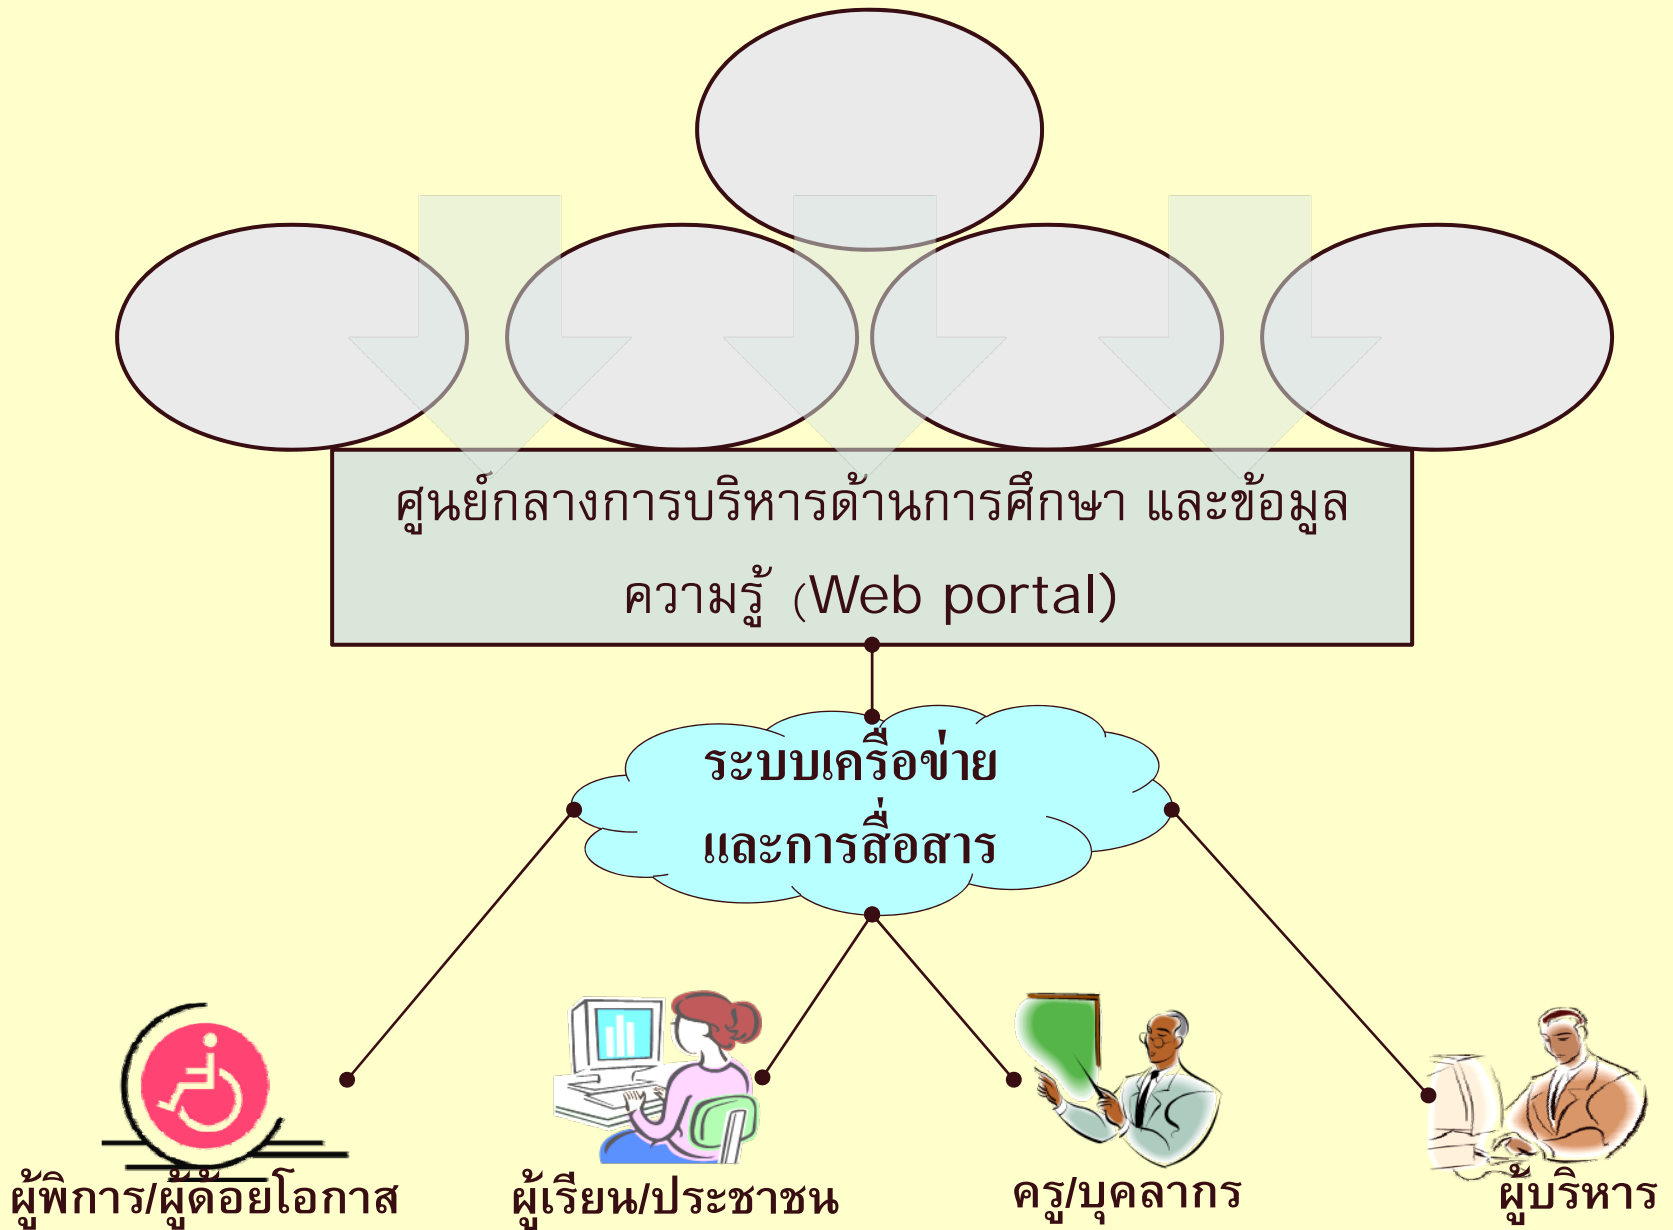 ศูนย์กลางการบริหารด้านการศึกษา และข้อมูล
ความรู้ (Web portal)
ระบบเครือข่าย
และการสื่อสาร
ผู้พิการ/ผู้ด้อยโอกาส
ผู้เรียน/ประชาชน
ครู/บุคลากร
ผู้บริหาร